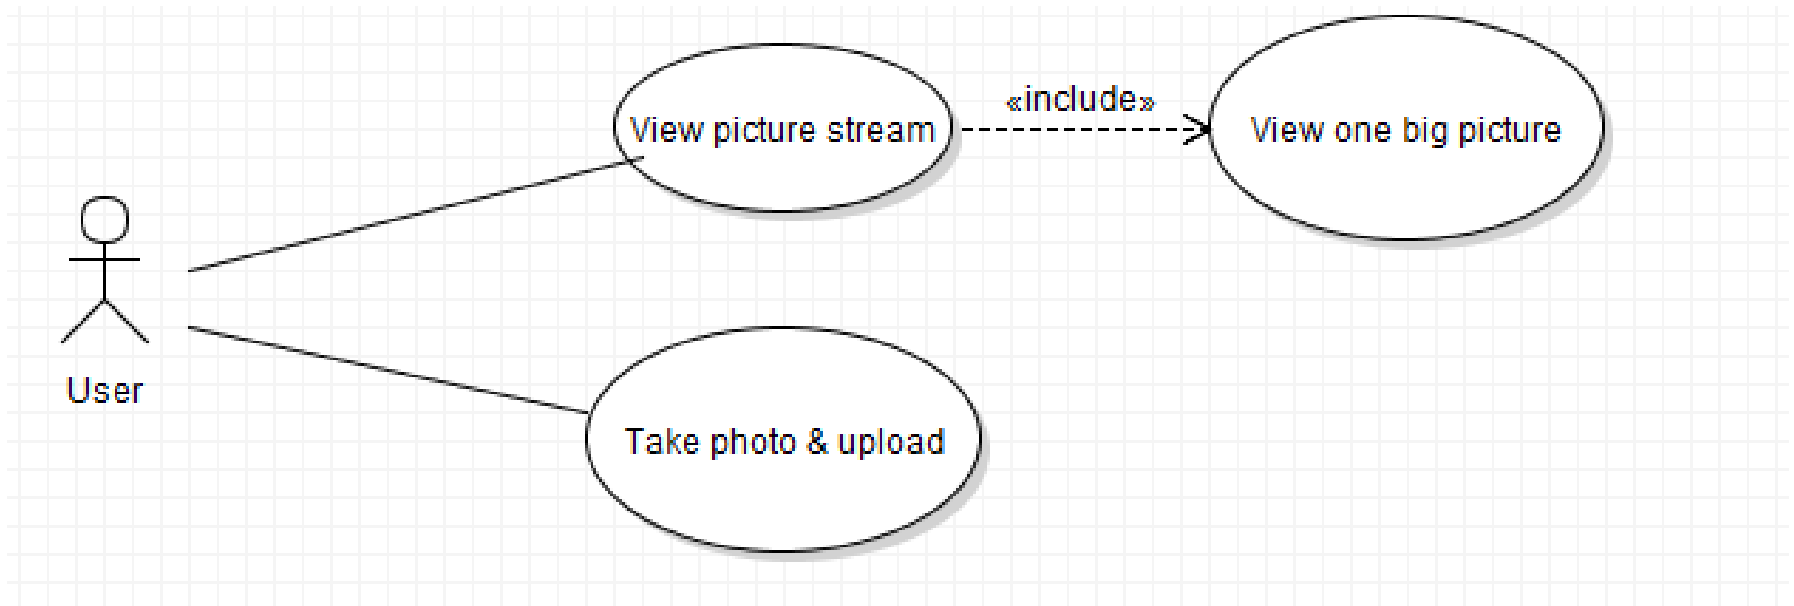 View picture stream
«include»
View one big picture
User
Take photo & upload